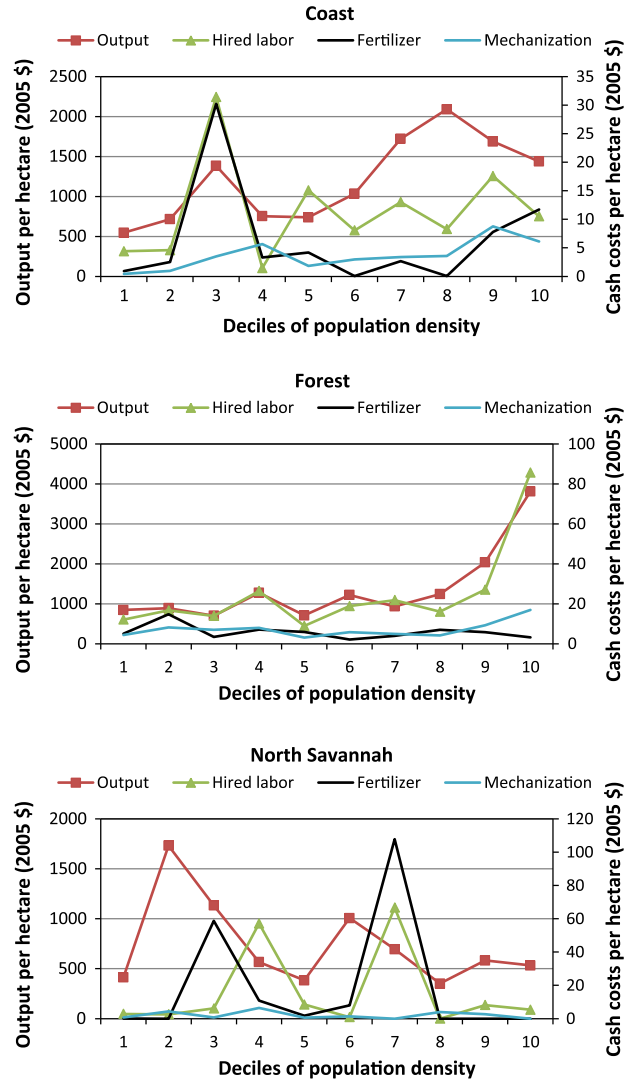 Coast
Output Hired labor Fertilizer Mechanization
Output per hectare (2005 $)
2500
2000
1500
1000
500
0
35
30
25
20
15
10
5
0
Cash costs per hectare (2005 $)
1 2 3 4 5 6 7 8 9 10
Deciles of population density
Forest
Output Hired labor Fertilizer Mechanization
Output per hectare (2005 $)
5000
4000
3000
2000
1000
0
100
80
60
40
20
0
Cash costs per hectare (2005 $)
1 2 3 4 5 6 7 8 9 10
Deciles of population density
North Savannah
Output Hired labor Fertilizer Mechanization
Output per hectare (2005 $)
2000
1500
1000
500
0
120
100
80
60
40
20
0
Cash costs per hectare (2005 $)
1 2 3 4 5 6 7 8 9 10
Deciles of population density